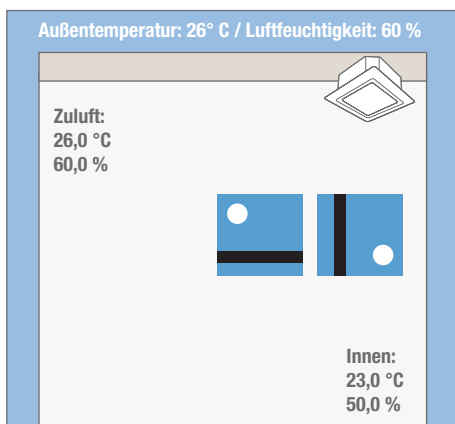 Außentemperatur: 26° C / Luftfeuchtigkeit: 60 %
Zuluft:
26,0 °C
60,0 %
Innen:
23,0 °C
50,0 %